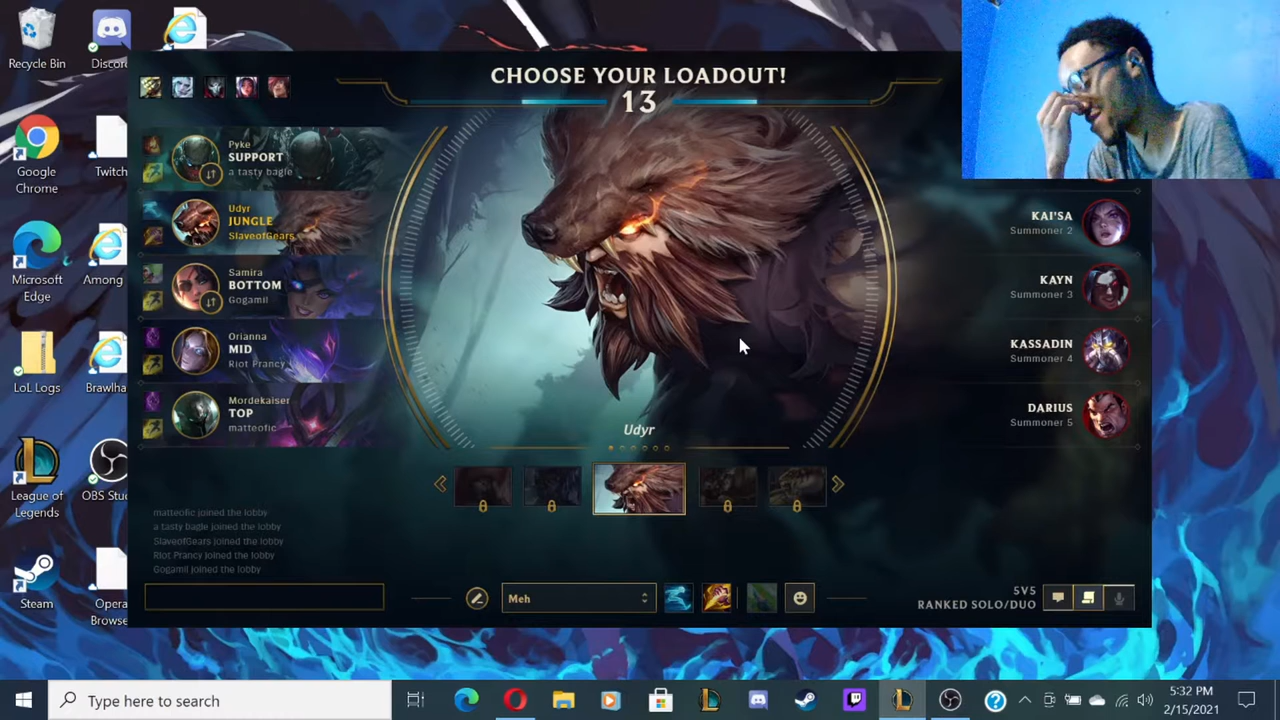 Recycle Bin
Discor
Google
Chrome
Twitch
Microsoft
Edge
Among
LoL Logs
Brawlha
League of
Legends
OBS Stu
Steam
Opera
Browse
CHOOSE YOUR LOADOUT!
13
Pyke
SUPPORT
a tasty bagle
Udyr
JUNGLE
SlaveofGears
Samira
BOTTOM
Gogamil
Orianna
MID
Riot Prancy
Mordekaiser
TOP
matteofic
KAI'SA
Summoner 2
KAYN
Summoner 3
KASSADIN
Summoner 4
DARIUS
Summoner 5
Udyr
matteofic joined the lobby
a tasty bagle joined the lobby
SlaveofGears joined the lobby
Riot Prancy joined the lobby
Gogamil joined the lobby
Meh
5V5
RANKED SOLO/DUO
Type here to search
5:32 PM
2/15/2021